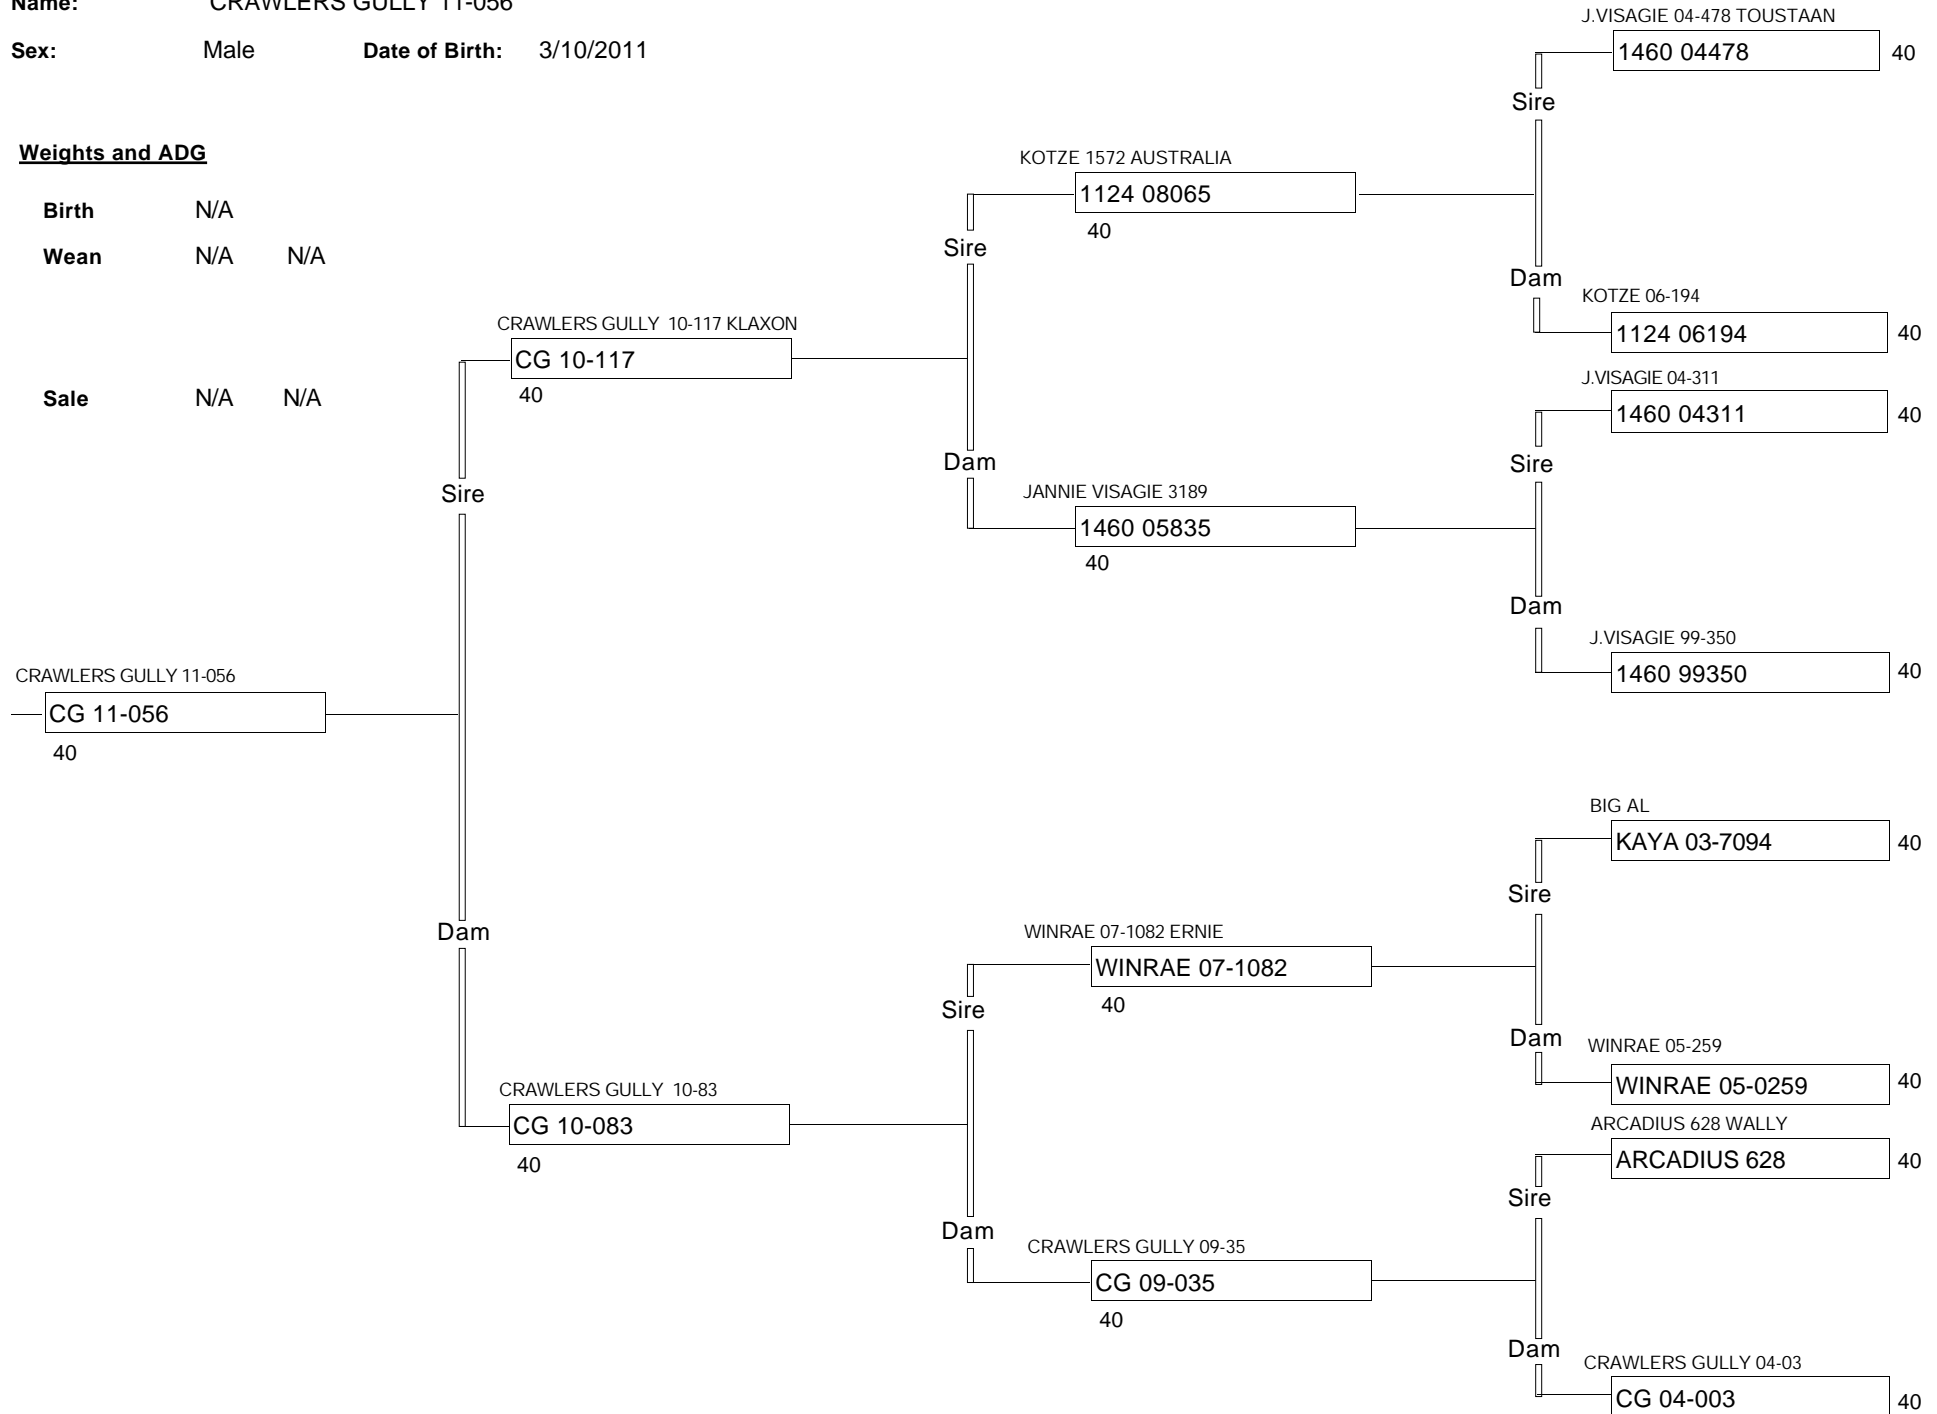 Name: CRAWLERS GULLY 11-056
Sex: Male Date of Birth: 3/10/2011
Weights and ADG
Birth N/A
Wean N/A N/A
Sale N/A N/A
CRAWLERS GULLY 11-056
CG 11-056
40
Sire
Dam
CRAWLERS GULLY 10-117 KLAXON
CG 10-117
40
CRAWLERS GULLY 10-83
CG 10-083
40
Sire
Dam
KOTZE 1572 AUSTRALIA
1124 08065
40
JANNIE VISAGIE 3189
1460 05835
40
Sire
Dam
WINRAE 07-1082 ERNIE
WINRAE 07-1082
40
CRAWLERS GULLY 09-35
CG 09-035
40
Sire
Dam
J.VISAGIE 04-478 TOUSTAAN
1460 04478 40
KOTZE 06-194
1124 06194 40
Sire
Dam
J.VISAGIE 04-311
1460 04311 40
J.VISAGIE 99-350
1460 99350 40
Sire
Dam
BIG AL
KAYA 03-7094 40
WINRAE 05-259
WINRAE 05-0259 40
Sire
Dam
ARCADIUS 628 WALLY
ARCADIUS 628 40
CRAWLERS GULLY 04-03
CG 04-003 40